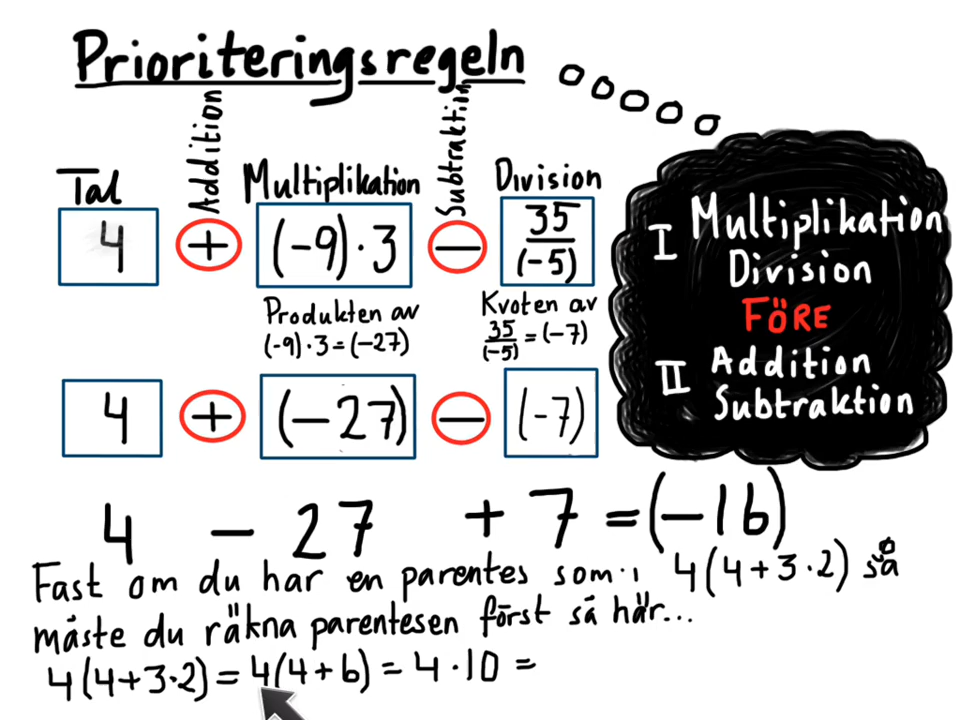 Prioriteringsregeln
Addition
Subtraktion
Tal
Multiplikation
Division
4 + (-9)·3 - 35/(-5)
Produkten av
(-9)·3=(-27)
Kvoten av
35/(-5)=(-7)
4 + (-27) - (-7)
4 - 27 + 7 = (-16)
I Multiplikation
Division
FÖRE
II Addition
Subtraktion
Fast om du har en parentes som i 4(4+3·2) så
måste du räkna parentesen först så här...
4(4+3·2) = 4(4+6) = 4·10 =